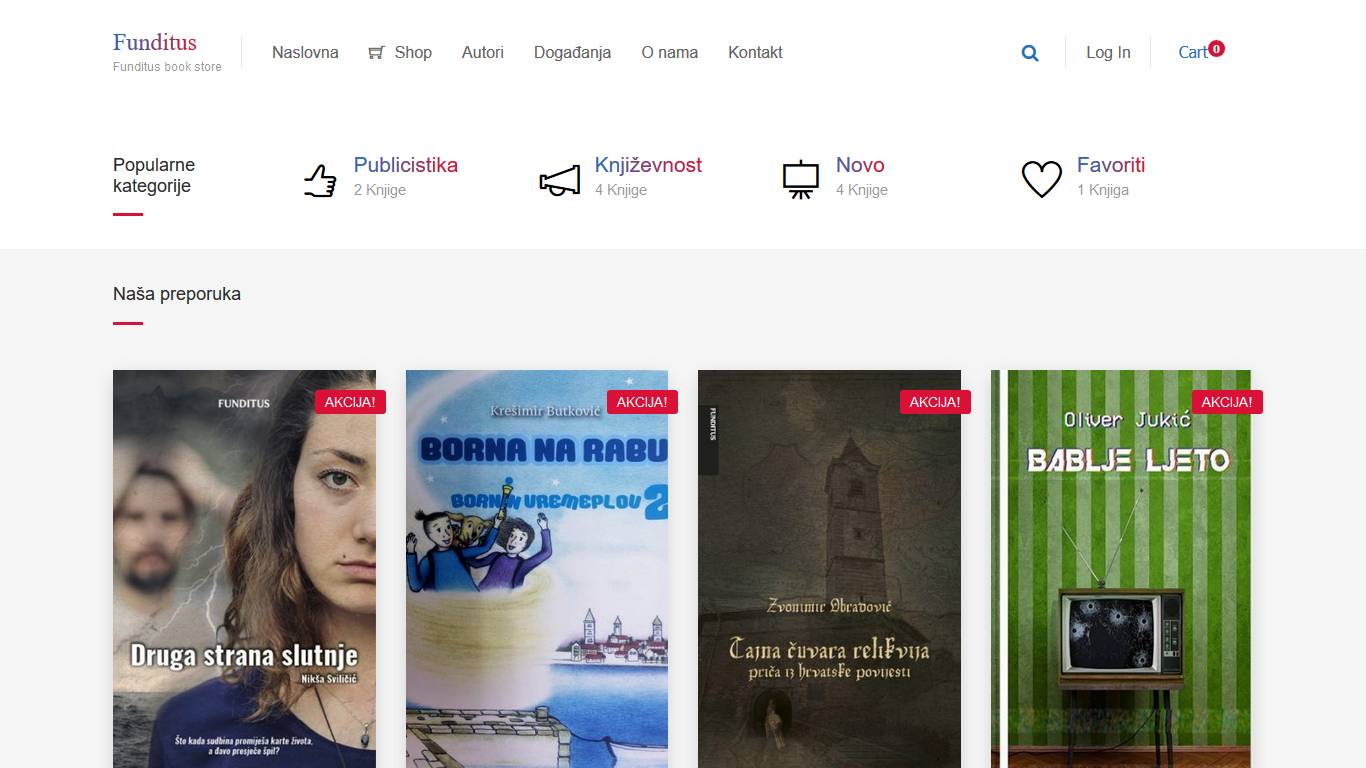 Funditus
Funditus book store
Naslovna
Shop
Autori
Događanja
O nama
Kontakt
Log In
Cart
0
Popularne
kategorije
Publicistika
2 Knjige
Književnost
4 Knjige
Novo
4 Knjige
Favoriti
1 Knjiga
Naša preporuka
AKCIJA!
FUNDITUS
Druga strana slutnje
Nikša Sviličić
Što kada sudbina promiješa karte života,
a đavo presječe špil?
AKCIJA!
Krešimir Butković
BORNA NA RABU
BORNIN VREMEPLOV 2
AKCIJA!
FUNDITUS
Zvonimir Obradović
Tajna čuvara relikvija
priča iz hrvatske povijesti
AKCIJA!
Oliver Jukić
BABLJE LJETO